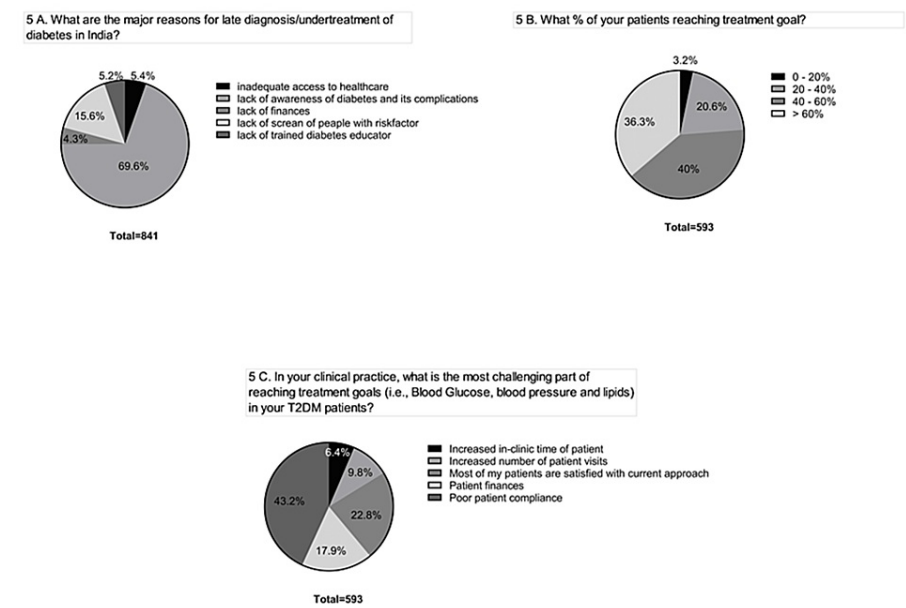 5 A. What are the major reasons for late diagnosis/undertreatment of
diabetes in India?
5.2% 5.4%
15.6%
4.3%
69.6%
inadequate access to healthcare
lack of awareness of diabetes and its complications
lack of finances
lack of screan of peaple with riskfactor
lack of trained diabetes educator
Total=841
5 B. What % of your patients reaching treatment goal?
3.2%
20.6%
36.3%
40%
0 - 20%
20 - 40%
40 - 60%
> 60%
Total=593
5 C. In your clinical practice, what is the most challenging part of
reaching treatment goals (i.e., Blood Glucose, blood pressure and lipids)
in your T2DM patients?
6.4%
9.8%
43.2%
22.8%
17.9%
Increased in-clinic time of patient
Increased number of patient visits
Most of my patients are satisfied with current approach
Patient finances
Poor patient compliance
Total=593